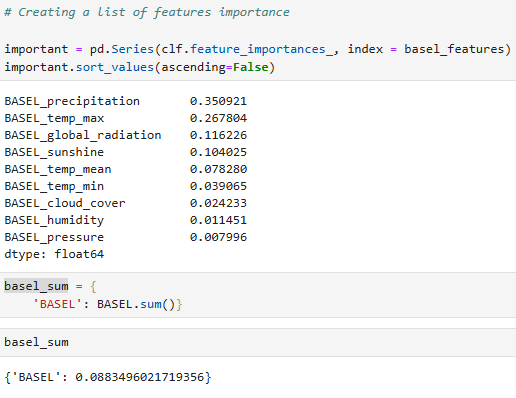 # Creating a list of features importance
important = pd.Series(clf.feature_importances_, index = basel_features)
important.sort_values(ascending=False)
BASEL_precipitation 0.350921
BASEL_temp_max 0.267804
BASEL_global_radiation 0.116226
BASEL_sunshine 0.104025
BASEL_temp_mean 0.078280
BASEL_temp_min 0.039065
BASEL_cloud_cover 0.024233
BASEL_humidity 0.011451
BASEL_pressure 0.007996
dtype: float64
basel_sum = {
'BASEL': BASEL.sum()}
basel_sum
{'BASEL': 0.0883496021719356}